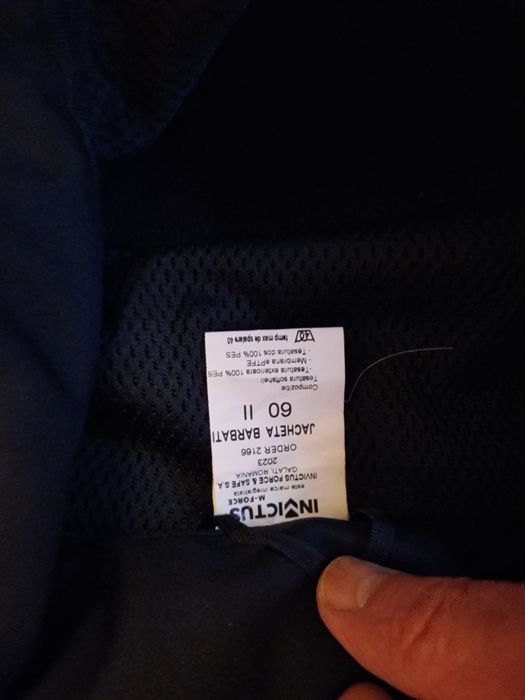 INVICTUS
M-FORCE
este marca inregistrata
INVICTUS FORCE & SAFE S.A
GALATI, ROMANIA
2023
ORDER 2166
JACHETA BARBATI
60 II
Compozitie
Tesatura softshell :
-Tesatura exterioara 100% PES
- Membrana EPTFE
- Tesatura dos 100% PES
40 temp max de spalare 40